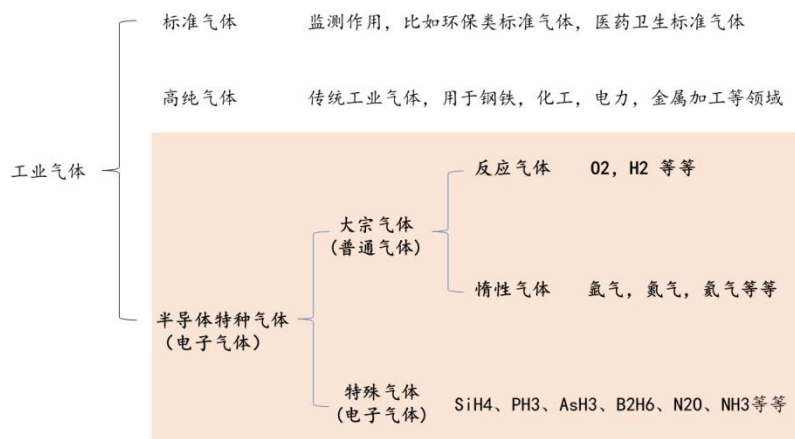 标准气体 监测作用，比如环保类标准气体，医药卫生标准气体
高纯气体 传统工业气体，用于钢铁，化工，电力，金属加工等领域
工业气体
反应气体 O2，H2 等等
大宗气体
(普通气体)
惰性气体 氩气，氮气，氦气等等
半导体特种气体
（电子气体）
特殊气体
(电子气体)
SiH4、PH3、AsH3、B2H6、N2O、NH3等等